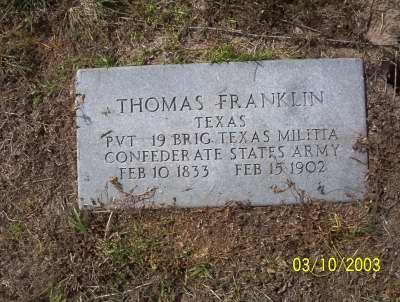 THOMAS FRANKLIN
TEXAS
PVT 19 BRIG TEXAS MILITIA
CONFEDERATE STATES ARMY
FEB 10 1833 FEB 15 1902
03/10/2003